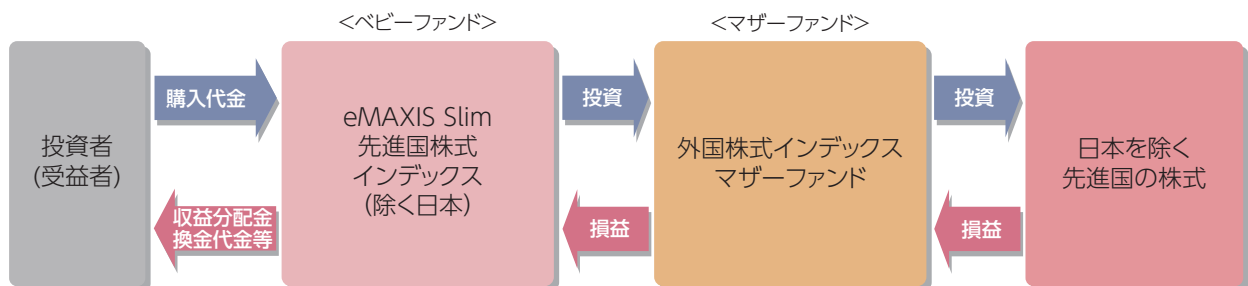 <ベビーファンド>
<マザーファンド>
投資者
(受益者)
購入代金
収益分配金
換金代金等
eMAXIS Slim
先進国株式
インデックス
(除く日本)
投資
損益
外国株式インデックス
マザーファンド
投資
損益
日本を除く
先進国の株式